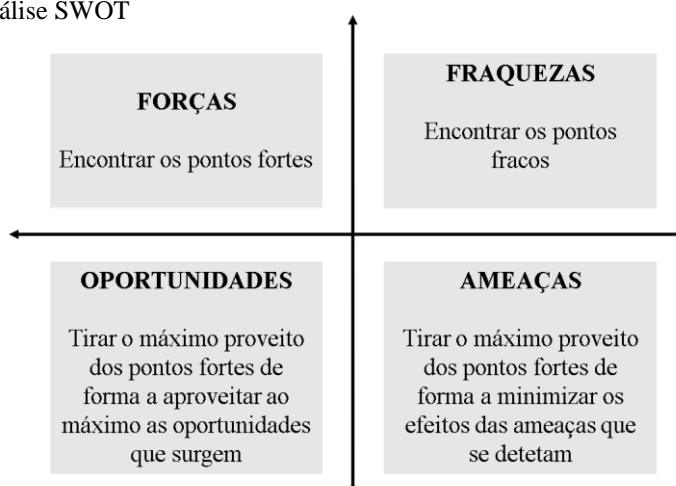 álise SWOT
FORÇAS
Encontrar os pontos fortes
FRAQUEZAS
Encontrar os pontos
fracos
OPORTUNIDADES
Tirar o máximo proveito
dos pontos fortes de
forma a aproveitar ao
máximo as oportunidades
que surgem
AMEAÇAS
Tirar o máximo proveito
dos pontos fortes de
forma a minimizar os
efeitos das ameaças que
se detetam